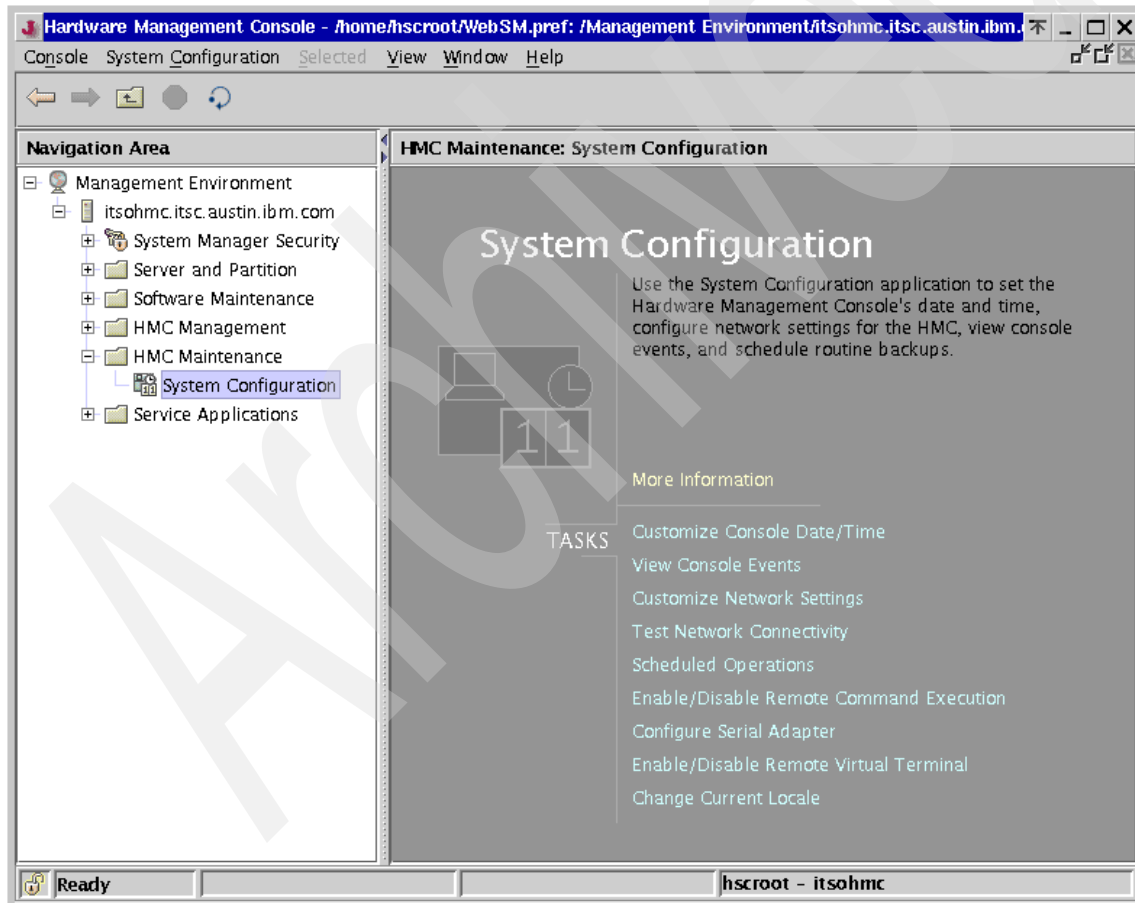 Hardware Management Console - /home/hscroot/WebSM.pref: /Management Environment/itsohmc.itsc.austin.ibm.
Console System Configuration Selected View Window Help
Navigation Area
HMC Maintenance: System Configuration
Management Environment
itsohmc.itsc.austin.ibm.com
System Manager Security
Server and Partition
Software Maintenance
HMC Management
HMC Maintenance
System Configuration
Service Applications
System Configuration
Use the System Configuration application to set the
Hardware Management Console's date and time,
configure network settings for the HMC, view console
events, and schedule routine backups.
11
More Information
TASKS
Customize Console Date/Time
View Console Events
Customize Network Settings
Test Network Connectivity
Scheduled Operations
Enable/Disable Remote Command Execution
Configure Serial Adapter
Enable/Disable Remote Virtual Terminal
Change Current Locale
Ready
hscroot - itsohmc
Archive